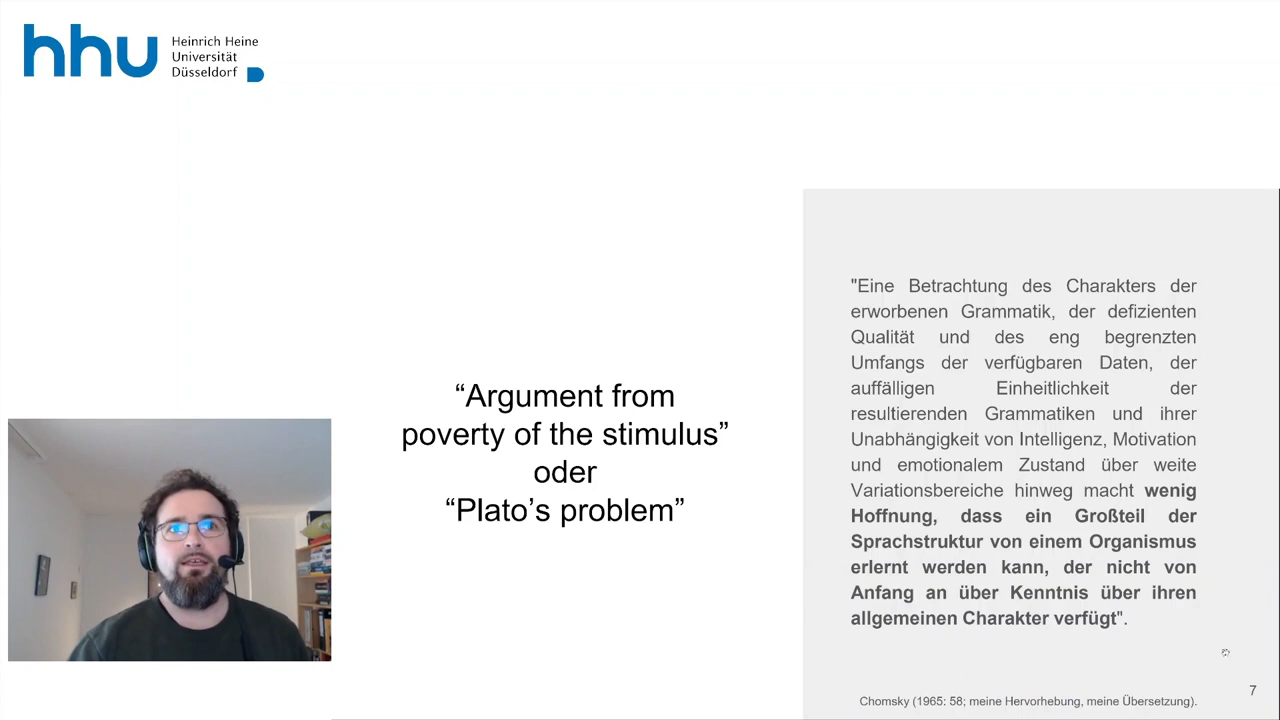 hhu Heinrich Heine
Universität
Düsseldorf
“Argument from
poverty of the stimulus”
oder
“Plato’s problem”
"Eine Betrachtung des Charakters der
erworbenen Grammatik, der defizienten
Qualität und des eng begrenzten
Umfangs der verfügbaren Daten, der
auffälligen Einheitlichkeit der
resultierenden Grammatiken und ihrer
Unabhängigkeit von Intelligenz, Motivation
und emotionalem Zustand über weite
Variationsbereiche hinweg macht wenig
Hoffnung, dass ein Großteil der
Sprachstruktur von einem Organismus
erlernt werden kann, der nicht von
Anfang an über Kenntnis über ihren
allgemeinen Charakter verfügt".
Chomsky (1965: 58; meine Hervorhebung, meine Übersetzung).
7